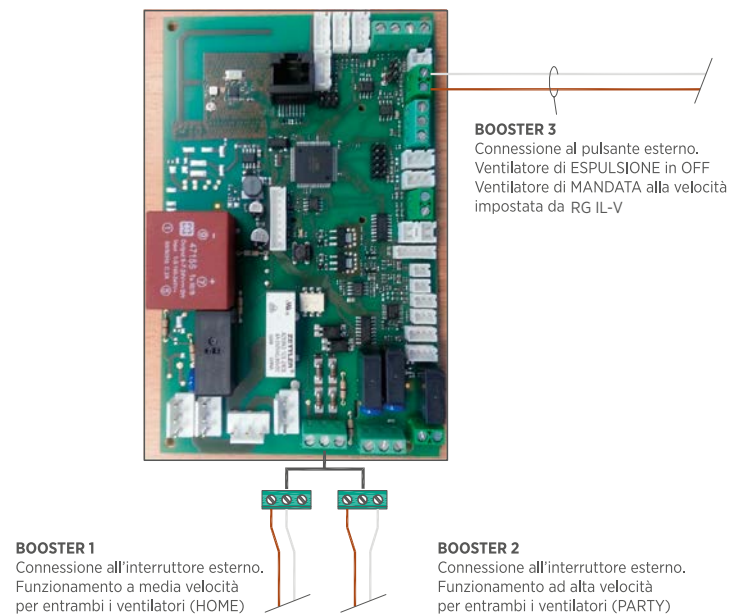 BOOSTER 3
Connessione al pulsante esterno.
Ventilatore di ESPULSIONE in OFF
Ventilatore di MANDATA alla velocità
impostata da RG IL-V
47155
ZETTLER
BOOSTER 1
Connessione all'interruttore esterno.
Funzionamento a media velocità
per entrambi i ventilatori (HOME)
BOOSTER 2
Connessione all'interruttore esterno.
Funzionamento ad alta velocità
per entrambi i ventilatori (PARTY)